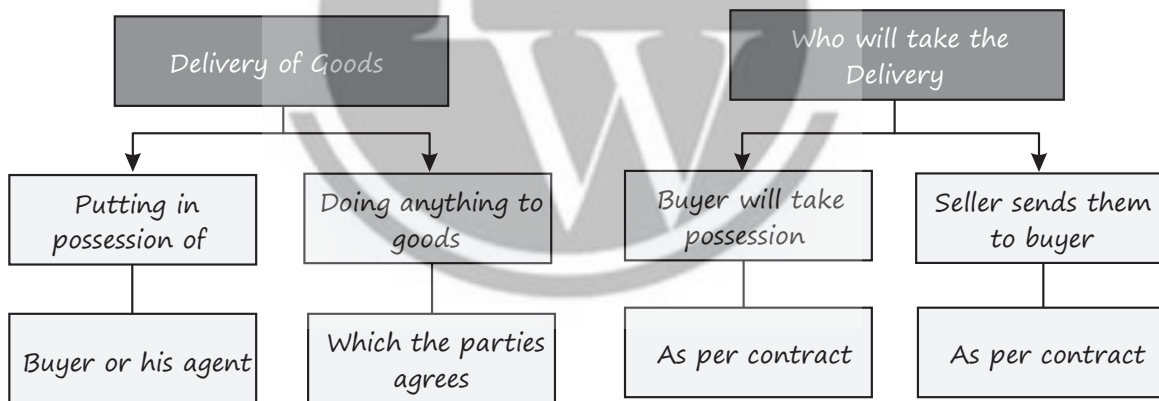 Delivery of Goods
Who will take the
Delivery
Putting in
possession of
Doing anything to
goods
Buyer will take
possession
Seller sends them
to buyer
Buyer or his agent
Which the parties
agrees
As per contract
As per contract
W